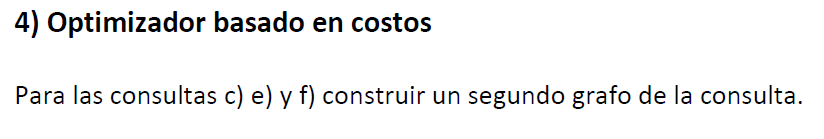 4) Optimizador basado en costos
Para las consultas c) e) y f) construir un segundo grafo de la consulta.